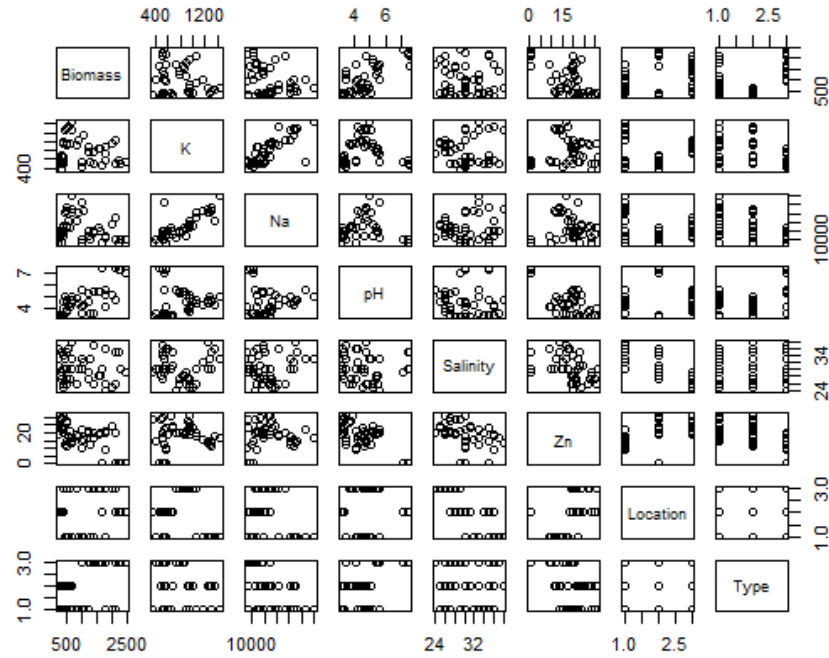 400 1200 4 6 0 15 1.0 2.5
Biomass 500
400 K
Na 10000
7 4 pH
Salinity 34 24
20 0 Zn
Location 3.0 1.0
3.0 1.0 Type
500 2500 10000 24 32 1.0 2.5